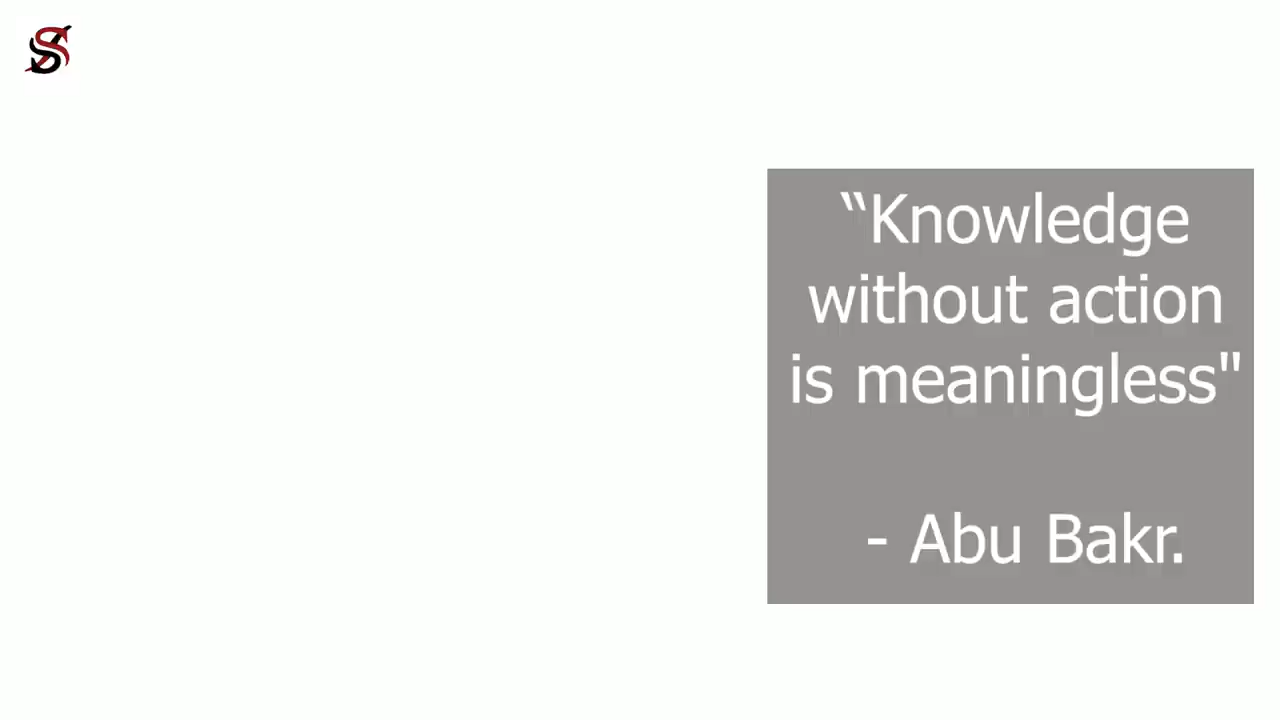 “Knowledge
without action
is meaningless"
- Abu Bakr.